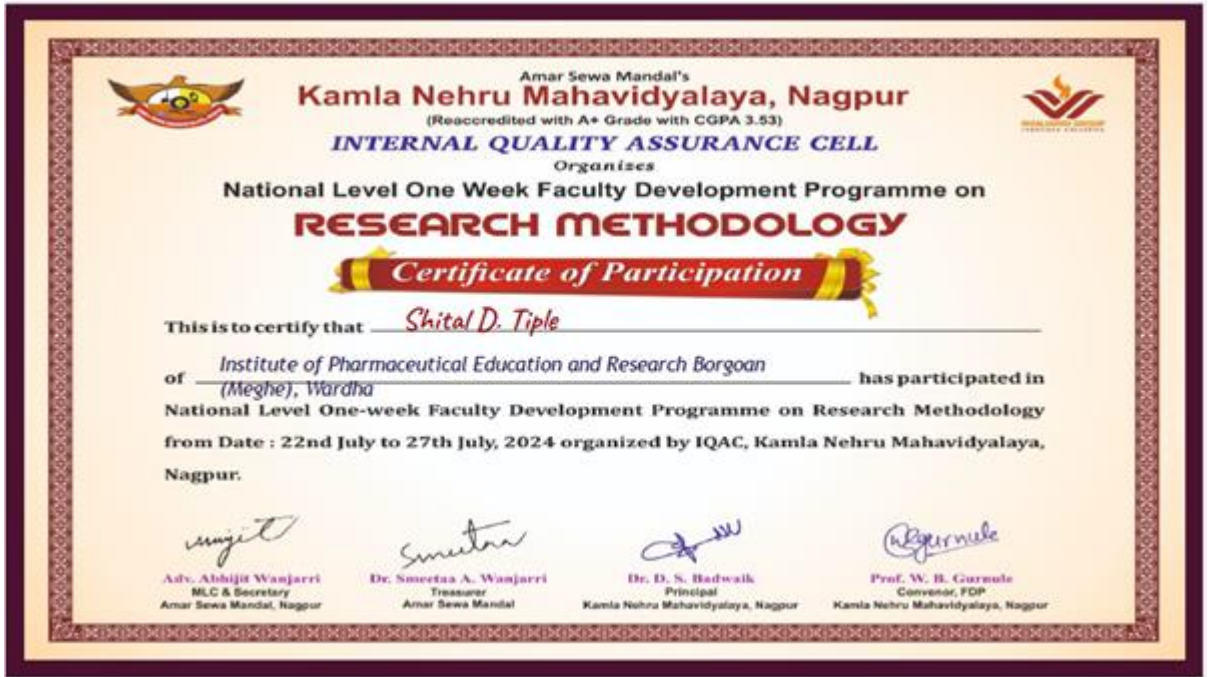 Amar Sewa Mandal's
Kamla Nehru Mahavidyalaya, Nagpur
(Reaccredited with A+ Grade with CGPA 3.53)
INTERNAL QUALITY ASSURANCE CELL
Organizes
National Level One Week Faculty Development Programme on
RESEARCH METHODOLOGY
Certificate of Participation
This is to certify that Shital D. Tiple
of Institute of Pharmaceutical Education and Research Borgoan
(Meghe), Wardha has participated in
National Level One-week Faculty Development Programme on Research Methodology
from Date : 22nd July to 27th July, 2024 organized by IQAC, Kamla Nehru Mahavidyalaya,
Nagpur.
Adv. Abhijit Wanjarri Dr. Smeetaa A. Wanjarri Dr. D. S. Badwaik Prof. W. B. Gurnule
MLC & Secretary Treasurer Principal Convenor, FDP
Amar Sewa Mandal, Nagpur Amar Sewa Mandal Kamla Nehru Mahavidyalaya, Nagpur Kamla Nehru Mahavidyalaya, Nagpur